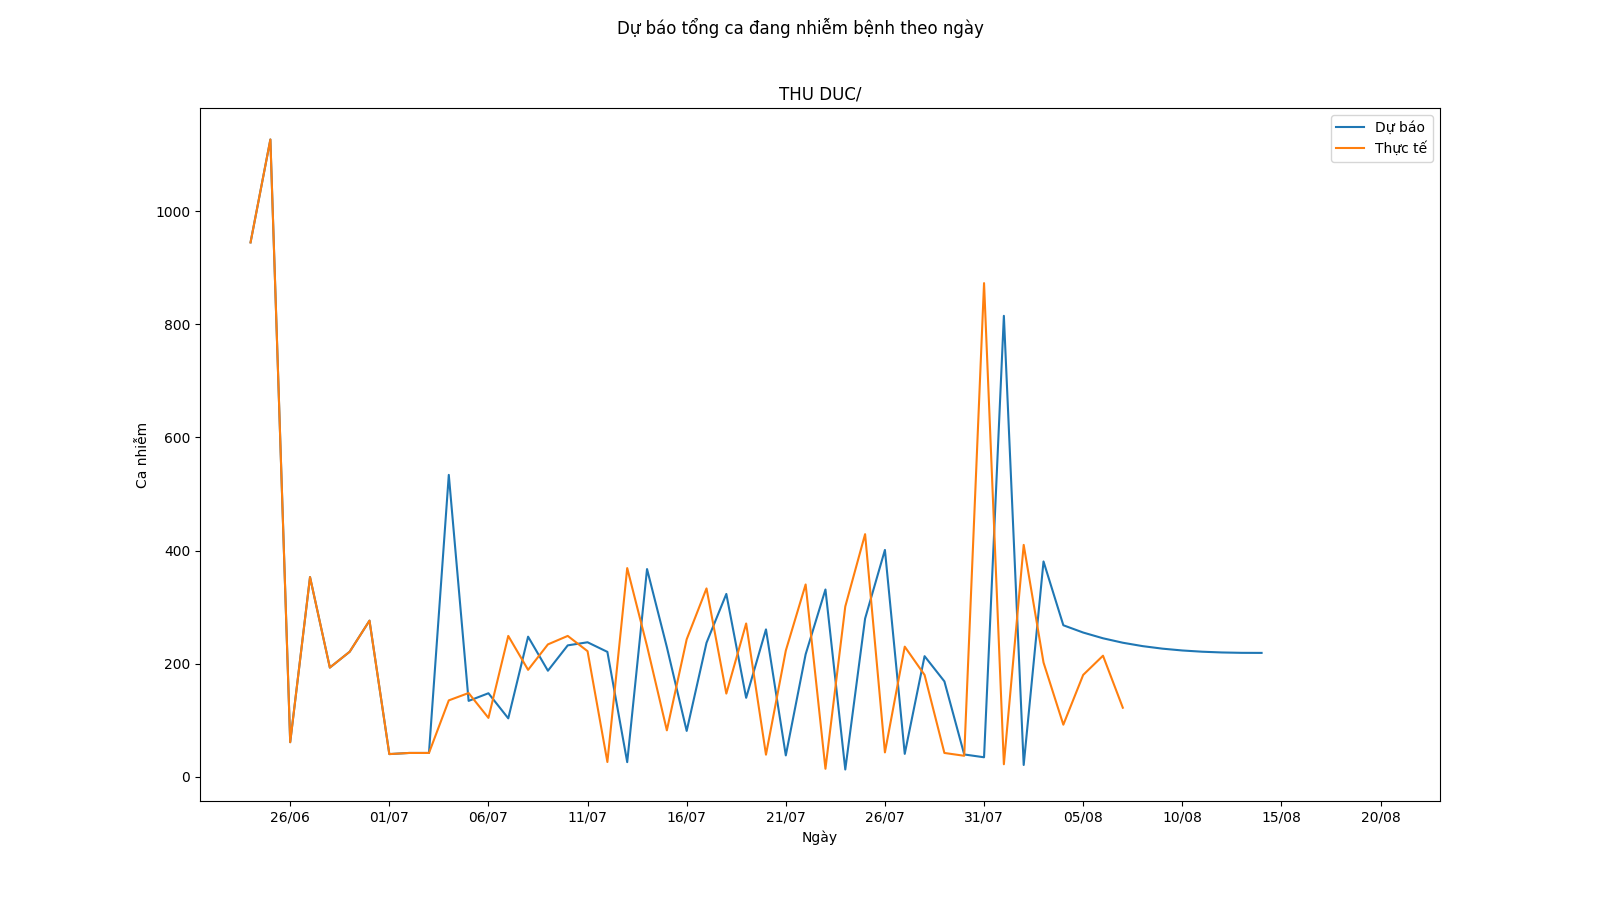 Dự báo tổng ca đang nhiễm bệnh theo ngày
THU DUC/
Dự báo
Thực tế
Ca nhiễm
1000
800
600
400
200
0
26/06 01/07 06/07 11/07 16/07 21/07 26/07 31/07 05/08 10/08 15/08 20/08
Ngày